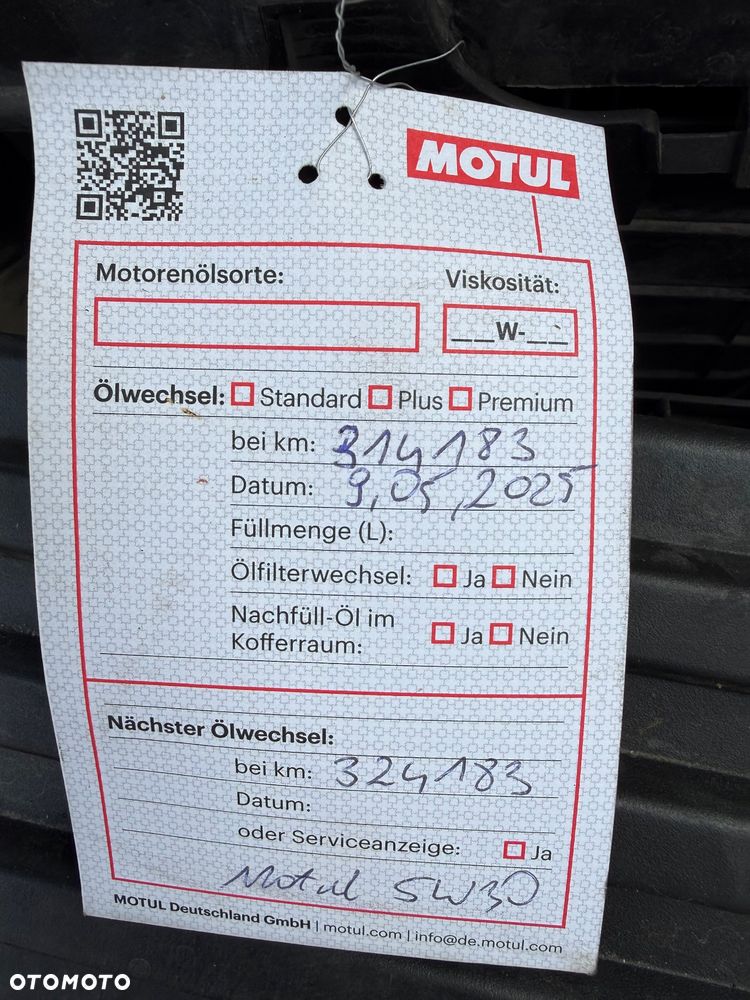 MOTUL
Motorenölsorte: Viskosität:
__W-__
Ölwechsel: Standard Plus Premium
bei km: 314183
Datum: 9,05,2025
Füllmenge (L):
Ölfilterwechsel: Ja Nein
Nachfüll-Öl im
Kofferraum: Ja Nein
Nächster Ölwechsel:
bei km: 324183
Datum:
oder Serviceanzeige: Ja
Motul 5W30
MOTUL Deutschland GmbH | motul.com | info@de.motul.com
OTOMOTO